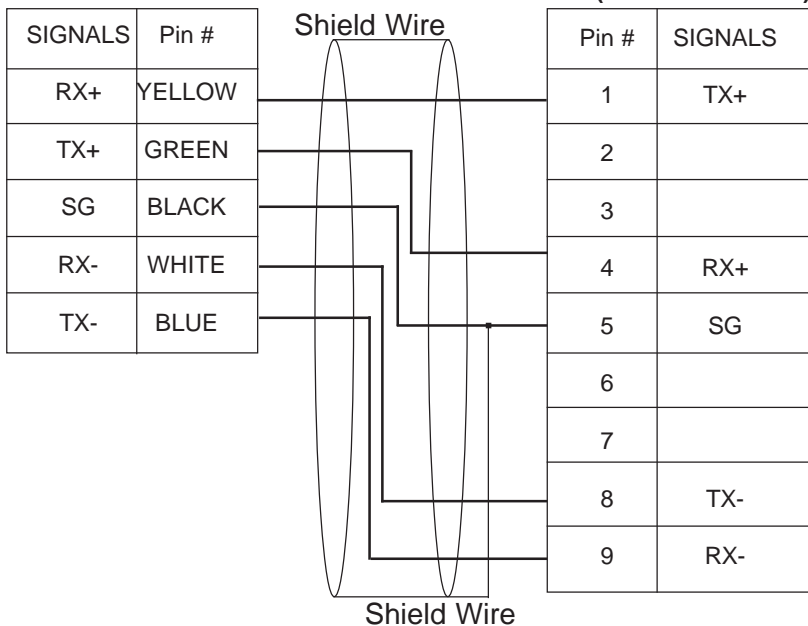 Shield Wire
SIGNALS Pin #
RX+ YELLOW
TX+ GREEN
SG BLACK
RX- WHITE
TX- BLUE
Pin # SIGNALS
1 TX+
2
3
4 RX+
5 SG
6
7
8 TX-
9 RX-
Shield Wire